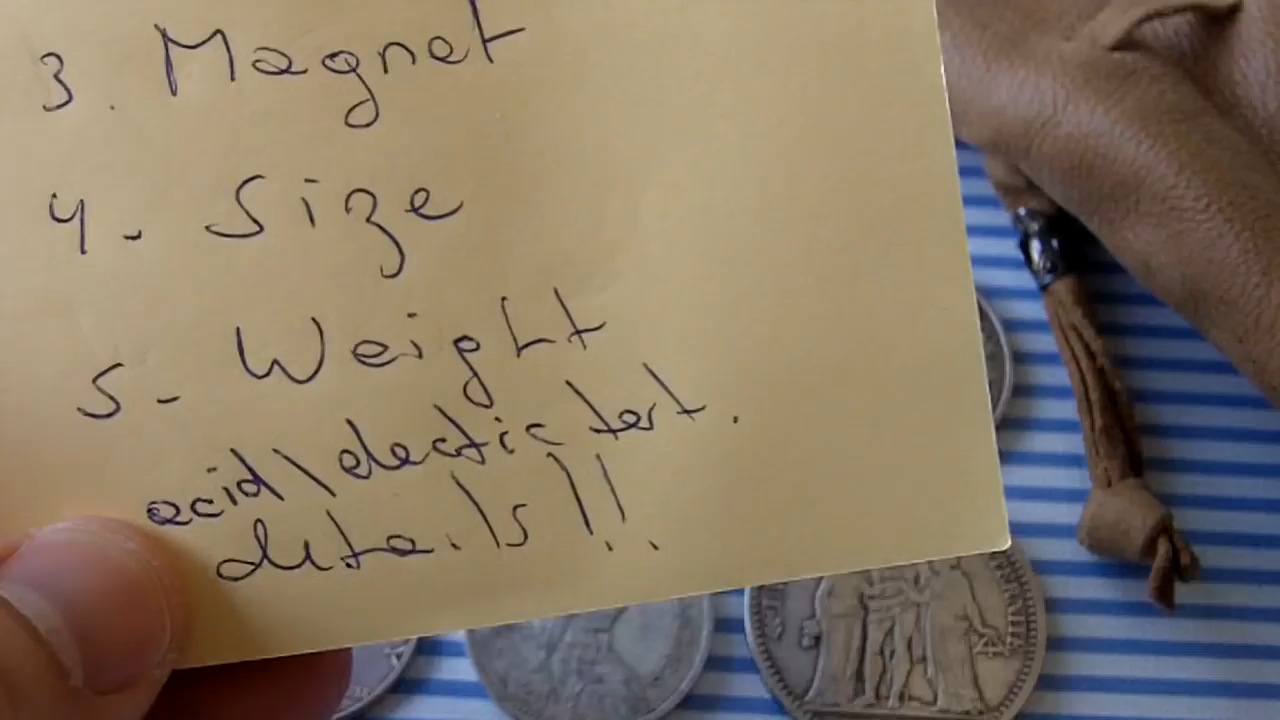 3. Magnet
4. Size
5- Weight
acid\electic test.
details!!